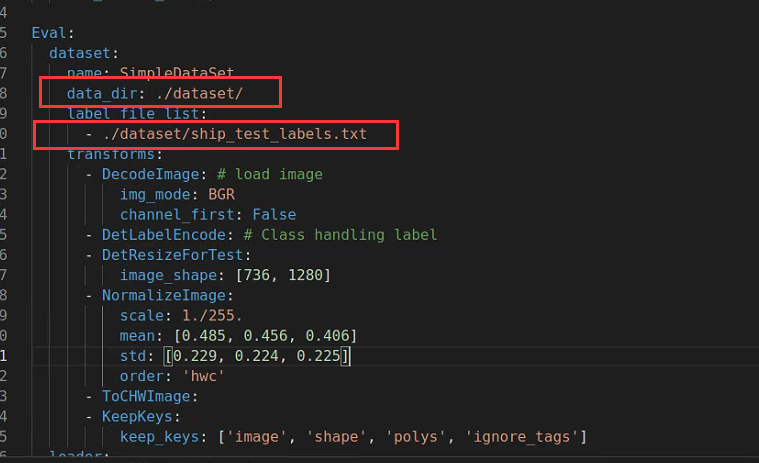 4
5 Eval:
6 dataset:
7 name: SimpleDataSet
8 data_dir: ./dataset/
9 label_file_list:
0 - ./dataset/ship_test_labels.txt
1 transforms:
2 - DecodeImage: # load image
3 img_mode: BGR
4 channel_first: False
5 - DetLabelEncode: # Class handling label
6 - DetResizeForTest:
7 image_shape: [736, 1280]
8 - NormalizeImage:
9 scale: 1./255.
0 mean: [0.485, 0.456, 0.406]
1 std: [0.229, 0.224, 0.225]
2 order: 'hwc'
3 - ToCHWImage:
4 - KeepKeys:
5 keep_keys: ['image', 'shape', 'polys', 'ignore_tags']
6 loader: